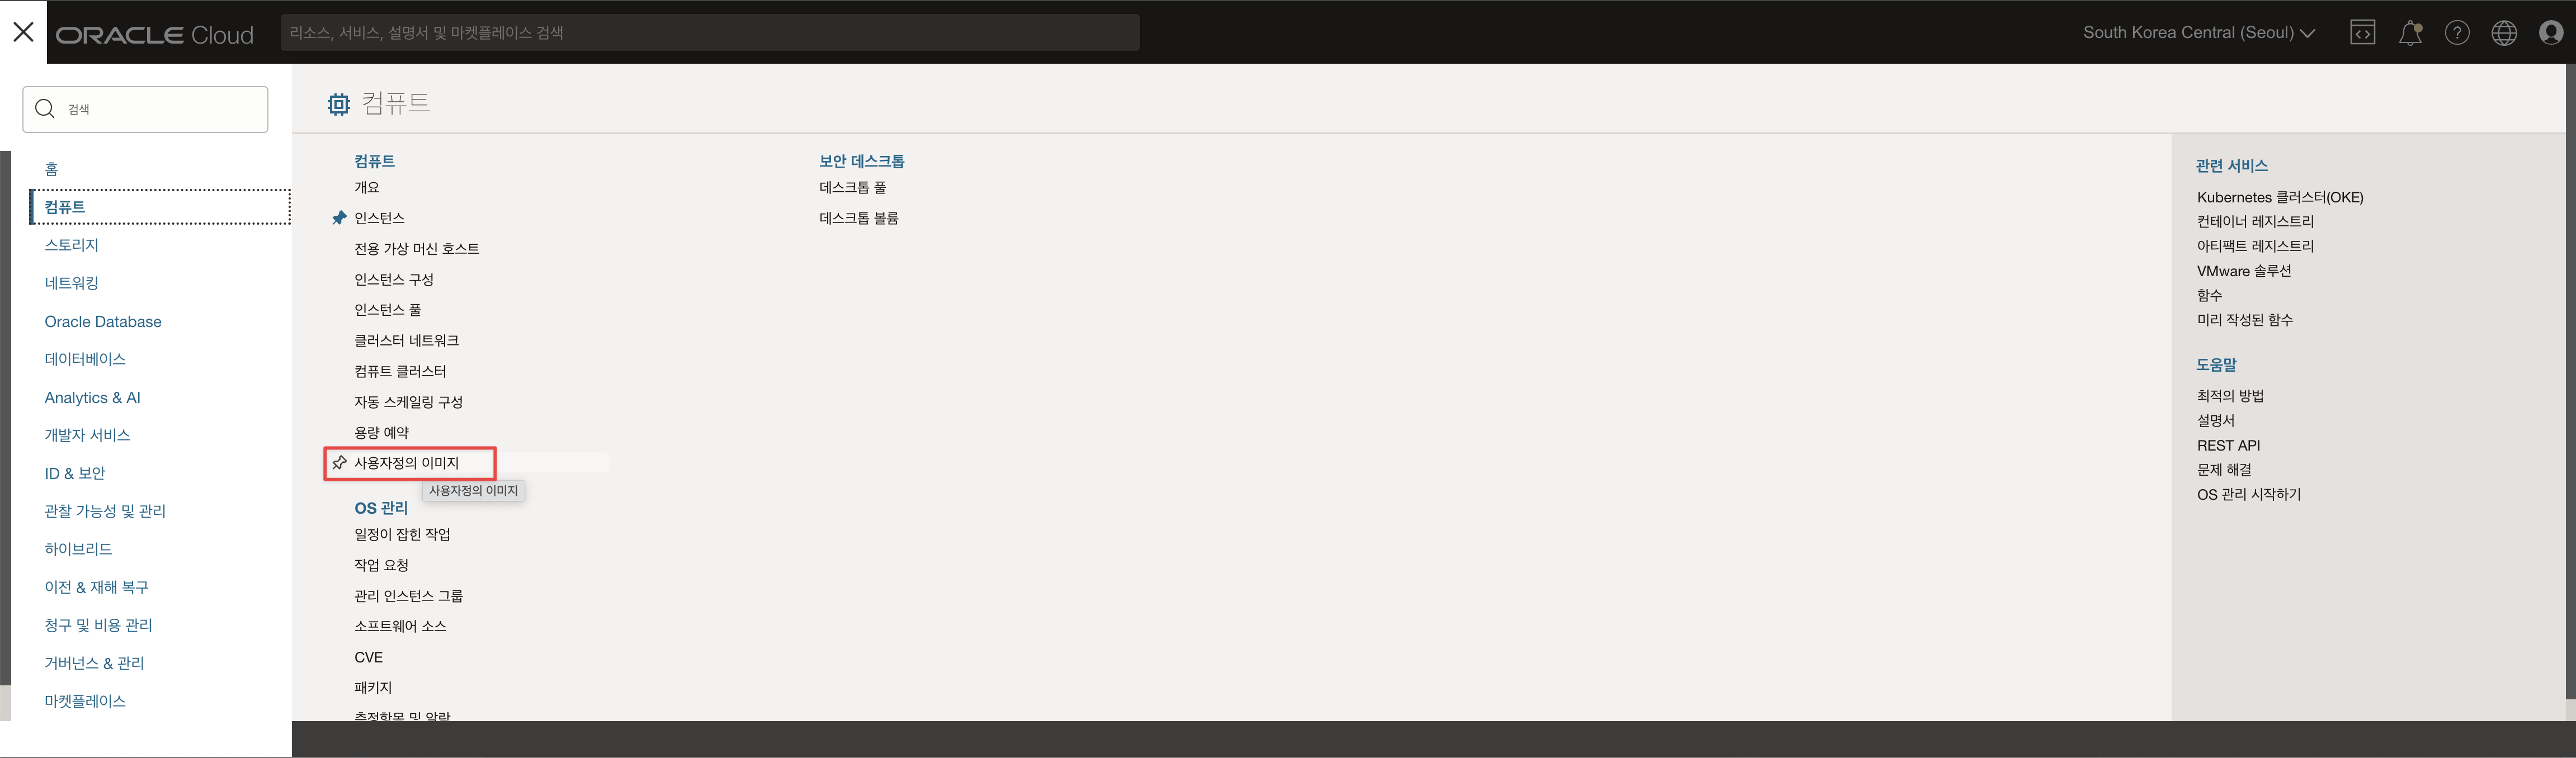 ORACLE Cloud
리소스, 서비스, 설명서 및 마켓플레이스 검색
South Korea Central (Seoul)
검색
홈
컴퓨트
스토리지
네트워킹
Oracle Database
데이터베이스
Analytics & AI
개발자 서비스
ID & 보안
관찰 가능성 및 관리
하이브리드
이전 & 재해 복구
청구 및 비용 관리
거버넌스 & 관리
마켓플레이스
컴퓨트
컴퓨트
개요
인스턴스
전용 가상 머신 호스트
인스턴스 구성
인스턴스 풀
클러스터 네트워크
컴퓨트 클러스터
자동 스케일링 구성
용량 예약
사용자정의 이미지
사용자정의 이미지
OS 관리
일정이 잡힌 작업
작업 요청
관리 인스턴스 그룹
소프트웨어 소스
CVE
패키지
측정항목 및 알람
보안 데스크톱
데스크톱 풀
데스크톱 볼륨
관련 서비스
Kubernetes 클러스터(OKE)
컨테이너 레지스트리
아티팩트 레지스트리
VMware 솔루션
함수
미리 작성된 함수
도움말
최적의 방법
설명서
REST API
문제 해결
OS 관리 시작하기